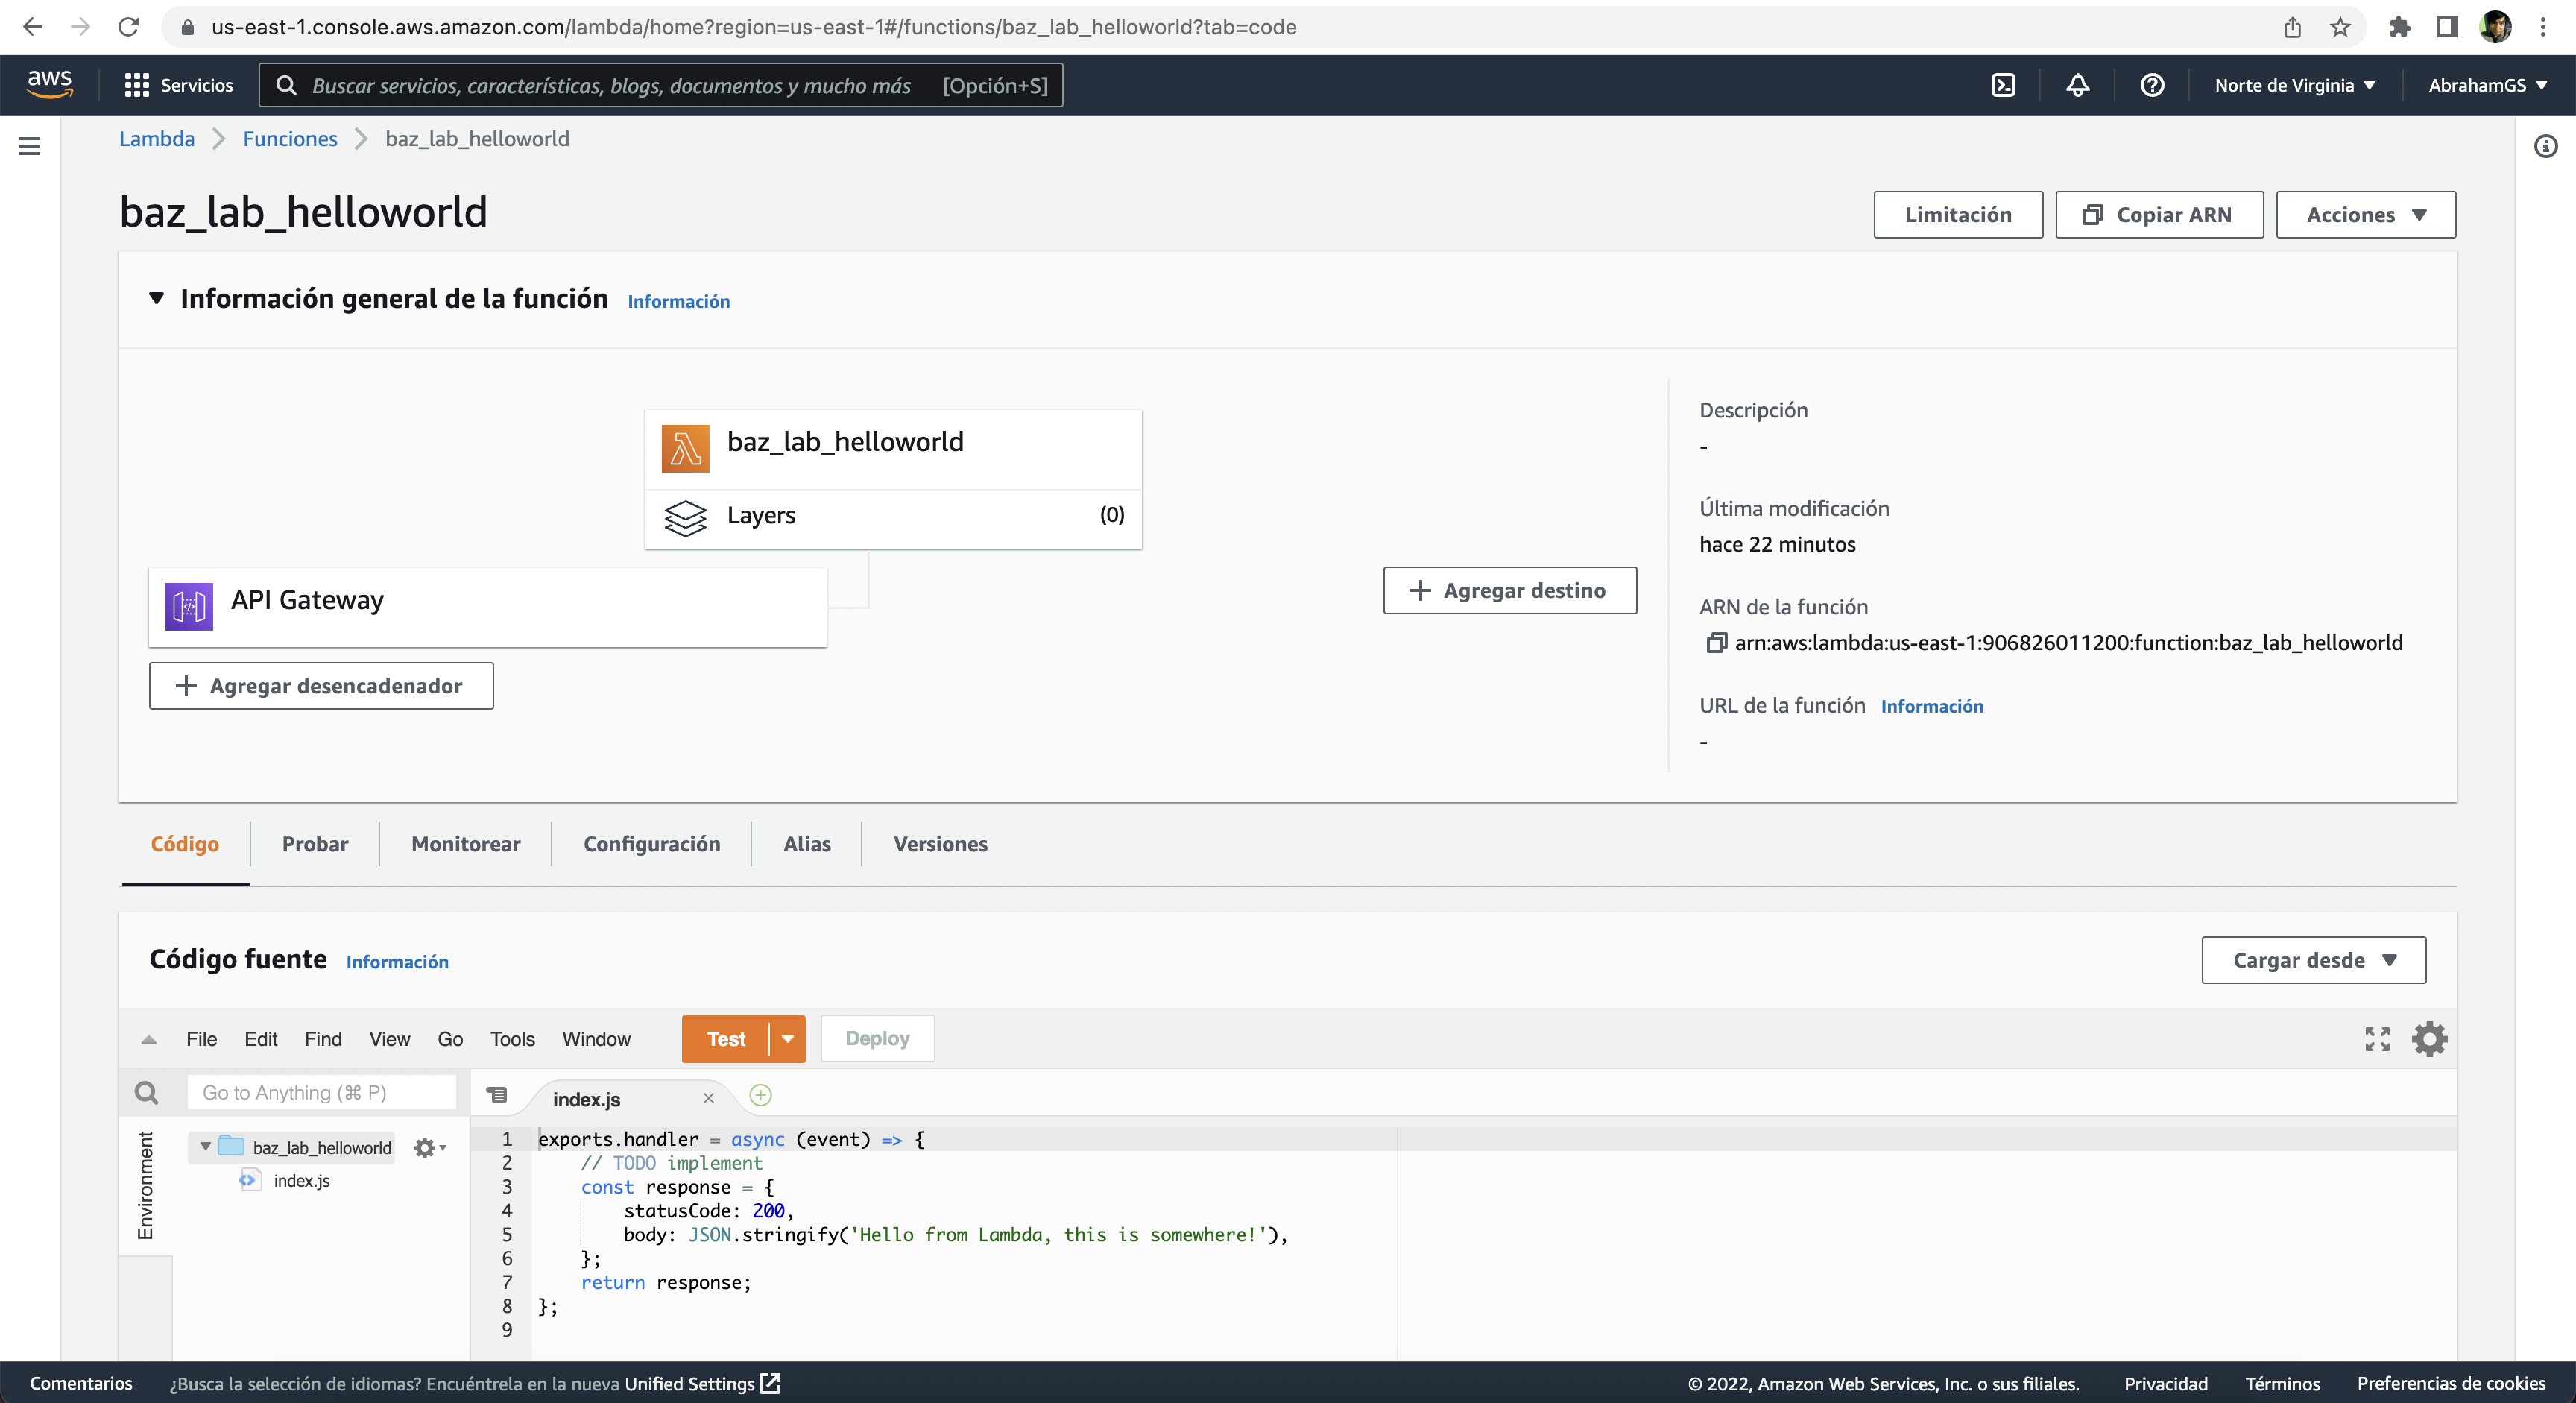 us-east-1.console.aws.amazon.com/lambda/home?region=us-east-1#/functions/baz_lab_helloworld?tab=code
aws
Servicios
Buscar servicios, características, blogs, documentos y mucho más [Opción+S]
Norte de Virginia
AbrahamGS
Lambda
Funciones
baz_lab_helloworld
baz_lab_helloworld
Limitación
Copiar ARN
Acciones
Información general de la función Información
baz_lab_helloworld
Layers (0)
API Gateway
Agregar desencadenador
Agregar destino
Descripción
-
Última modificación
hace 22 minutos
ARN de la función
arn:aws:lambda:us-east-1:906826011200:function:baz_lab_helloworld
URL de la función Información
-
Código
Probar
Monitorear
Configuración
Alias
Versiones
Código fuente Información
Cargar desde
File Edit Find View Go Tools Window Test Deploy
Go to Anything (⌘ P)
index.js
Environment
baz_lab_helloworld
index.js
1 exports.handler = async (event) => {
2     // TODO implement
3     const response = {
4         statusCode: 200,
5         body: JSON.stringify('Hello from Lambda, this is somewhere!'),
6     };
7     return response;
8 };
9
Comentarios ¿Busca la selección de idiomas? Encuéntrela en la nueva Unified Settings
© 2022, Amazon Web Services, Inc. o sus filiales. Privacidad Términos Preferencias de cookies